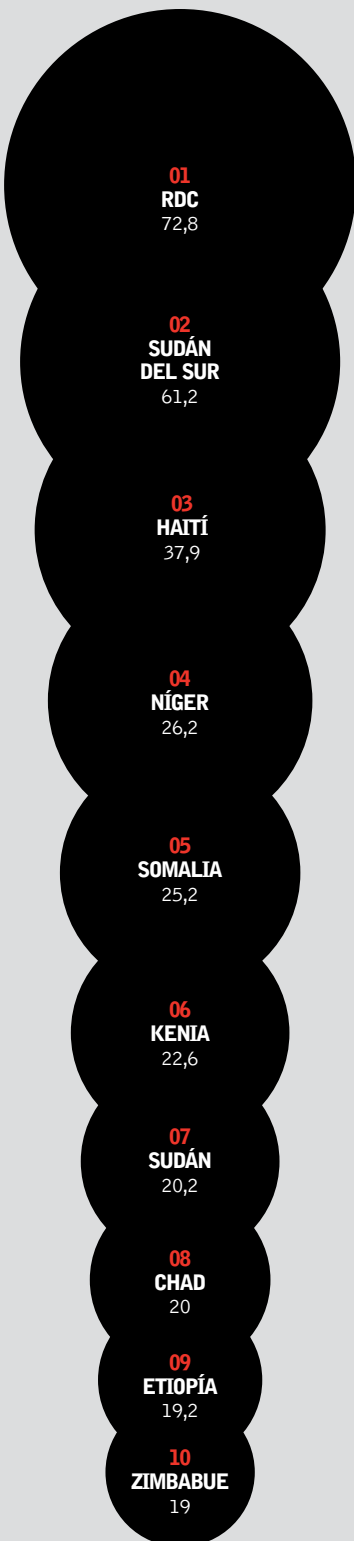 01
RDC
72,8
02
SUDÁN
DEL SUR
61,2
03
HAITÍ
37,9
04
NÍGER
26,2
05
SOMALIA
25,2
06
KENIA
22,6
07
SUDÁN
20,2
08
CHAD
20
09
ETIOPÍA
19,2
10
ZIMBABUE
19